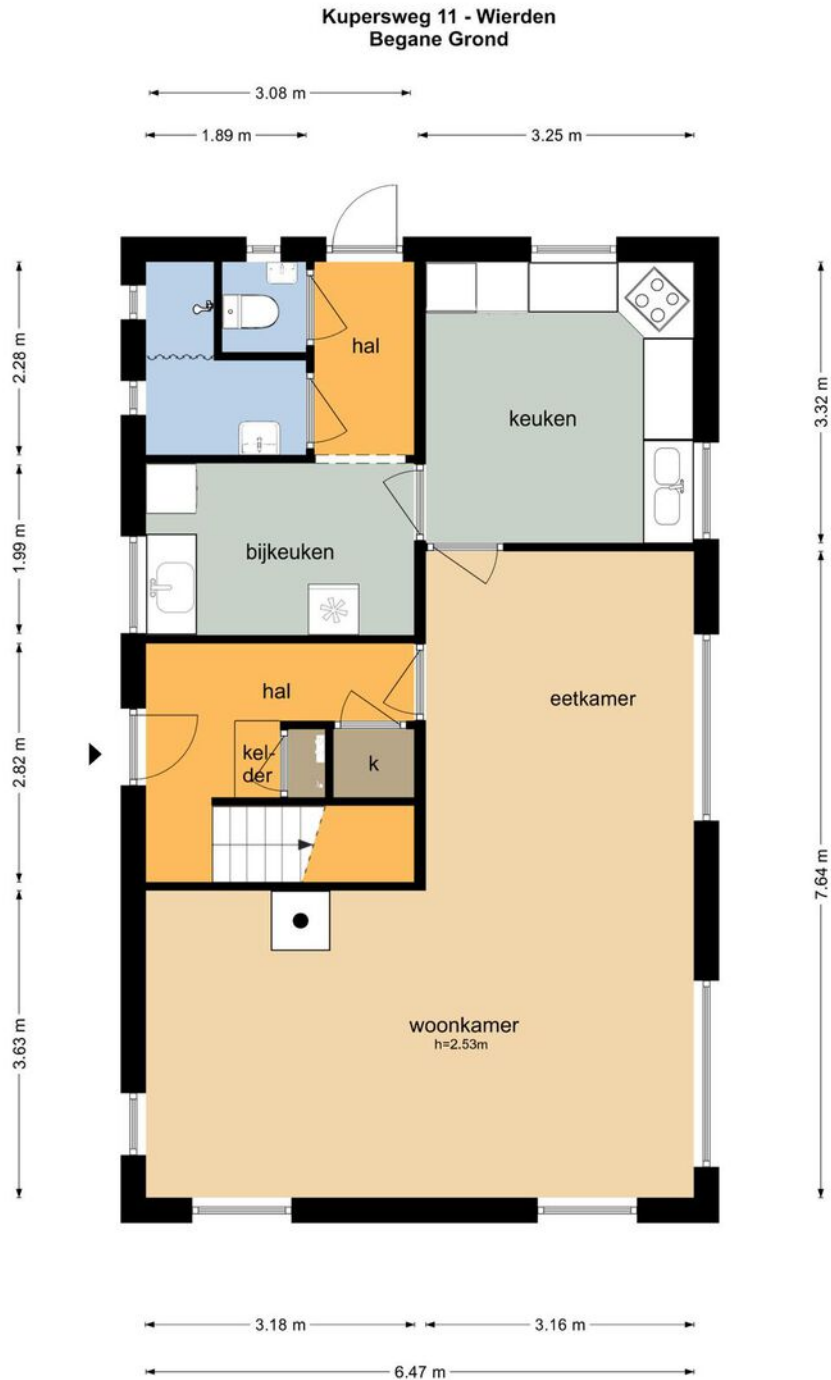 Kupersweg 11 - Wierden
Begane Grond
3.08 m
1.89 m
3.25 m
2.28 m
hal
keuken
3.32 m
1.99 m
bijkeuken
hal
eetkamer
2.82 m
kel-
der
k
7.64 m
3.63 m
woonkamer
h=2.53m
3.18 m
3.16 m
6.47 m